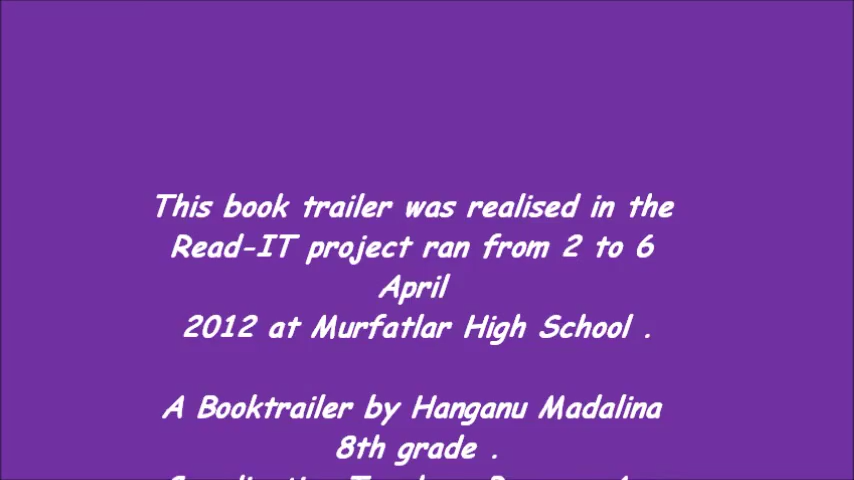 This book trailer was realised in the
Read-IT project ran from 2 to 6
April
2012 at Murfatlar High School .
A Booktrailer by Hanganu Madalina
8th grade .